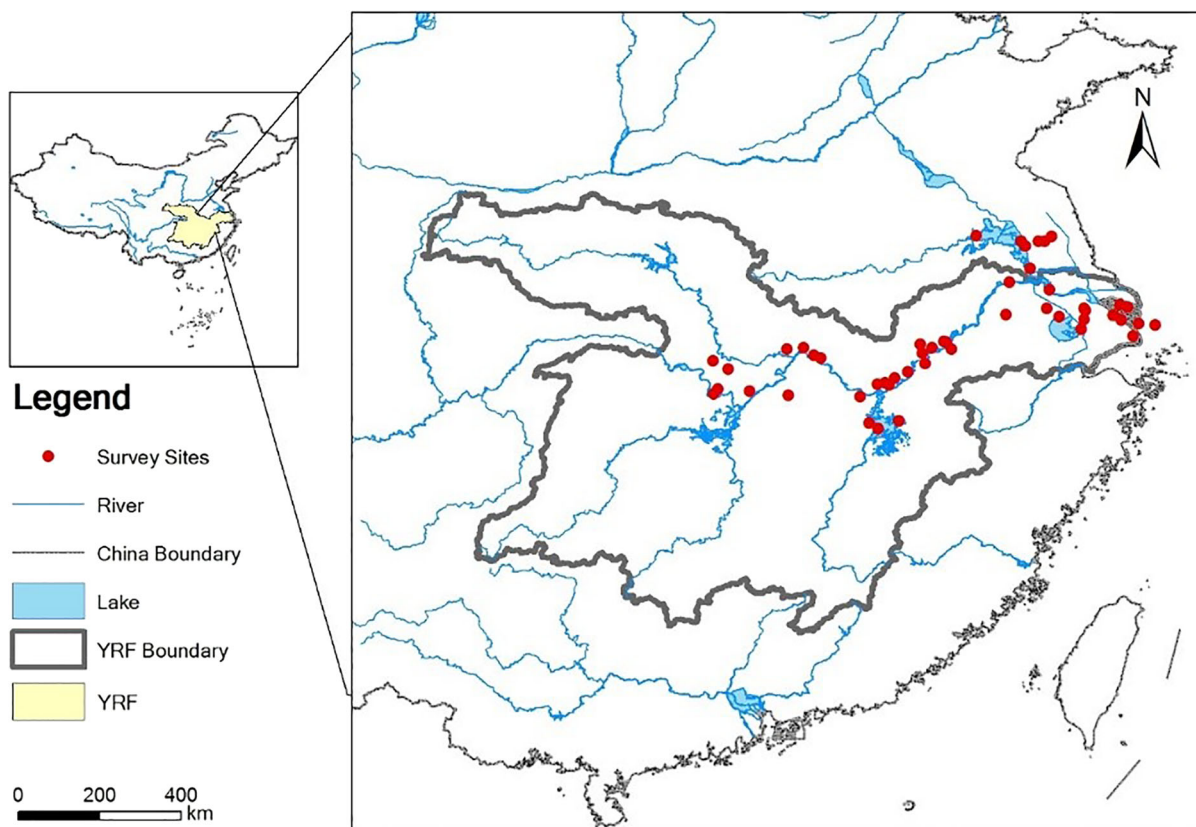 N
Legend
Survey Sites
River
China Boundary
Lake
YRF Boundary
YRF
0 200 400
km